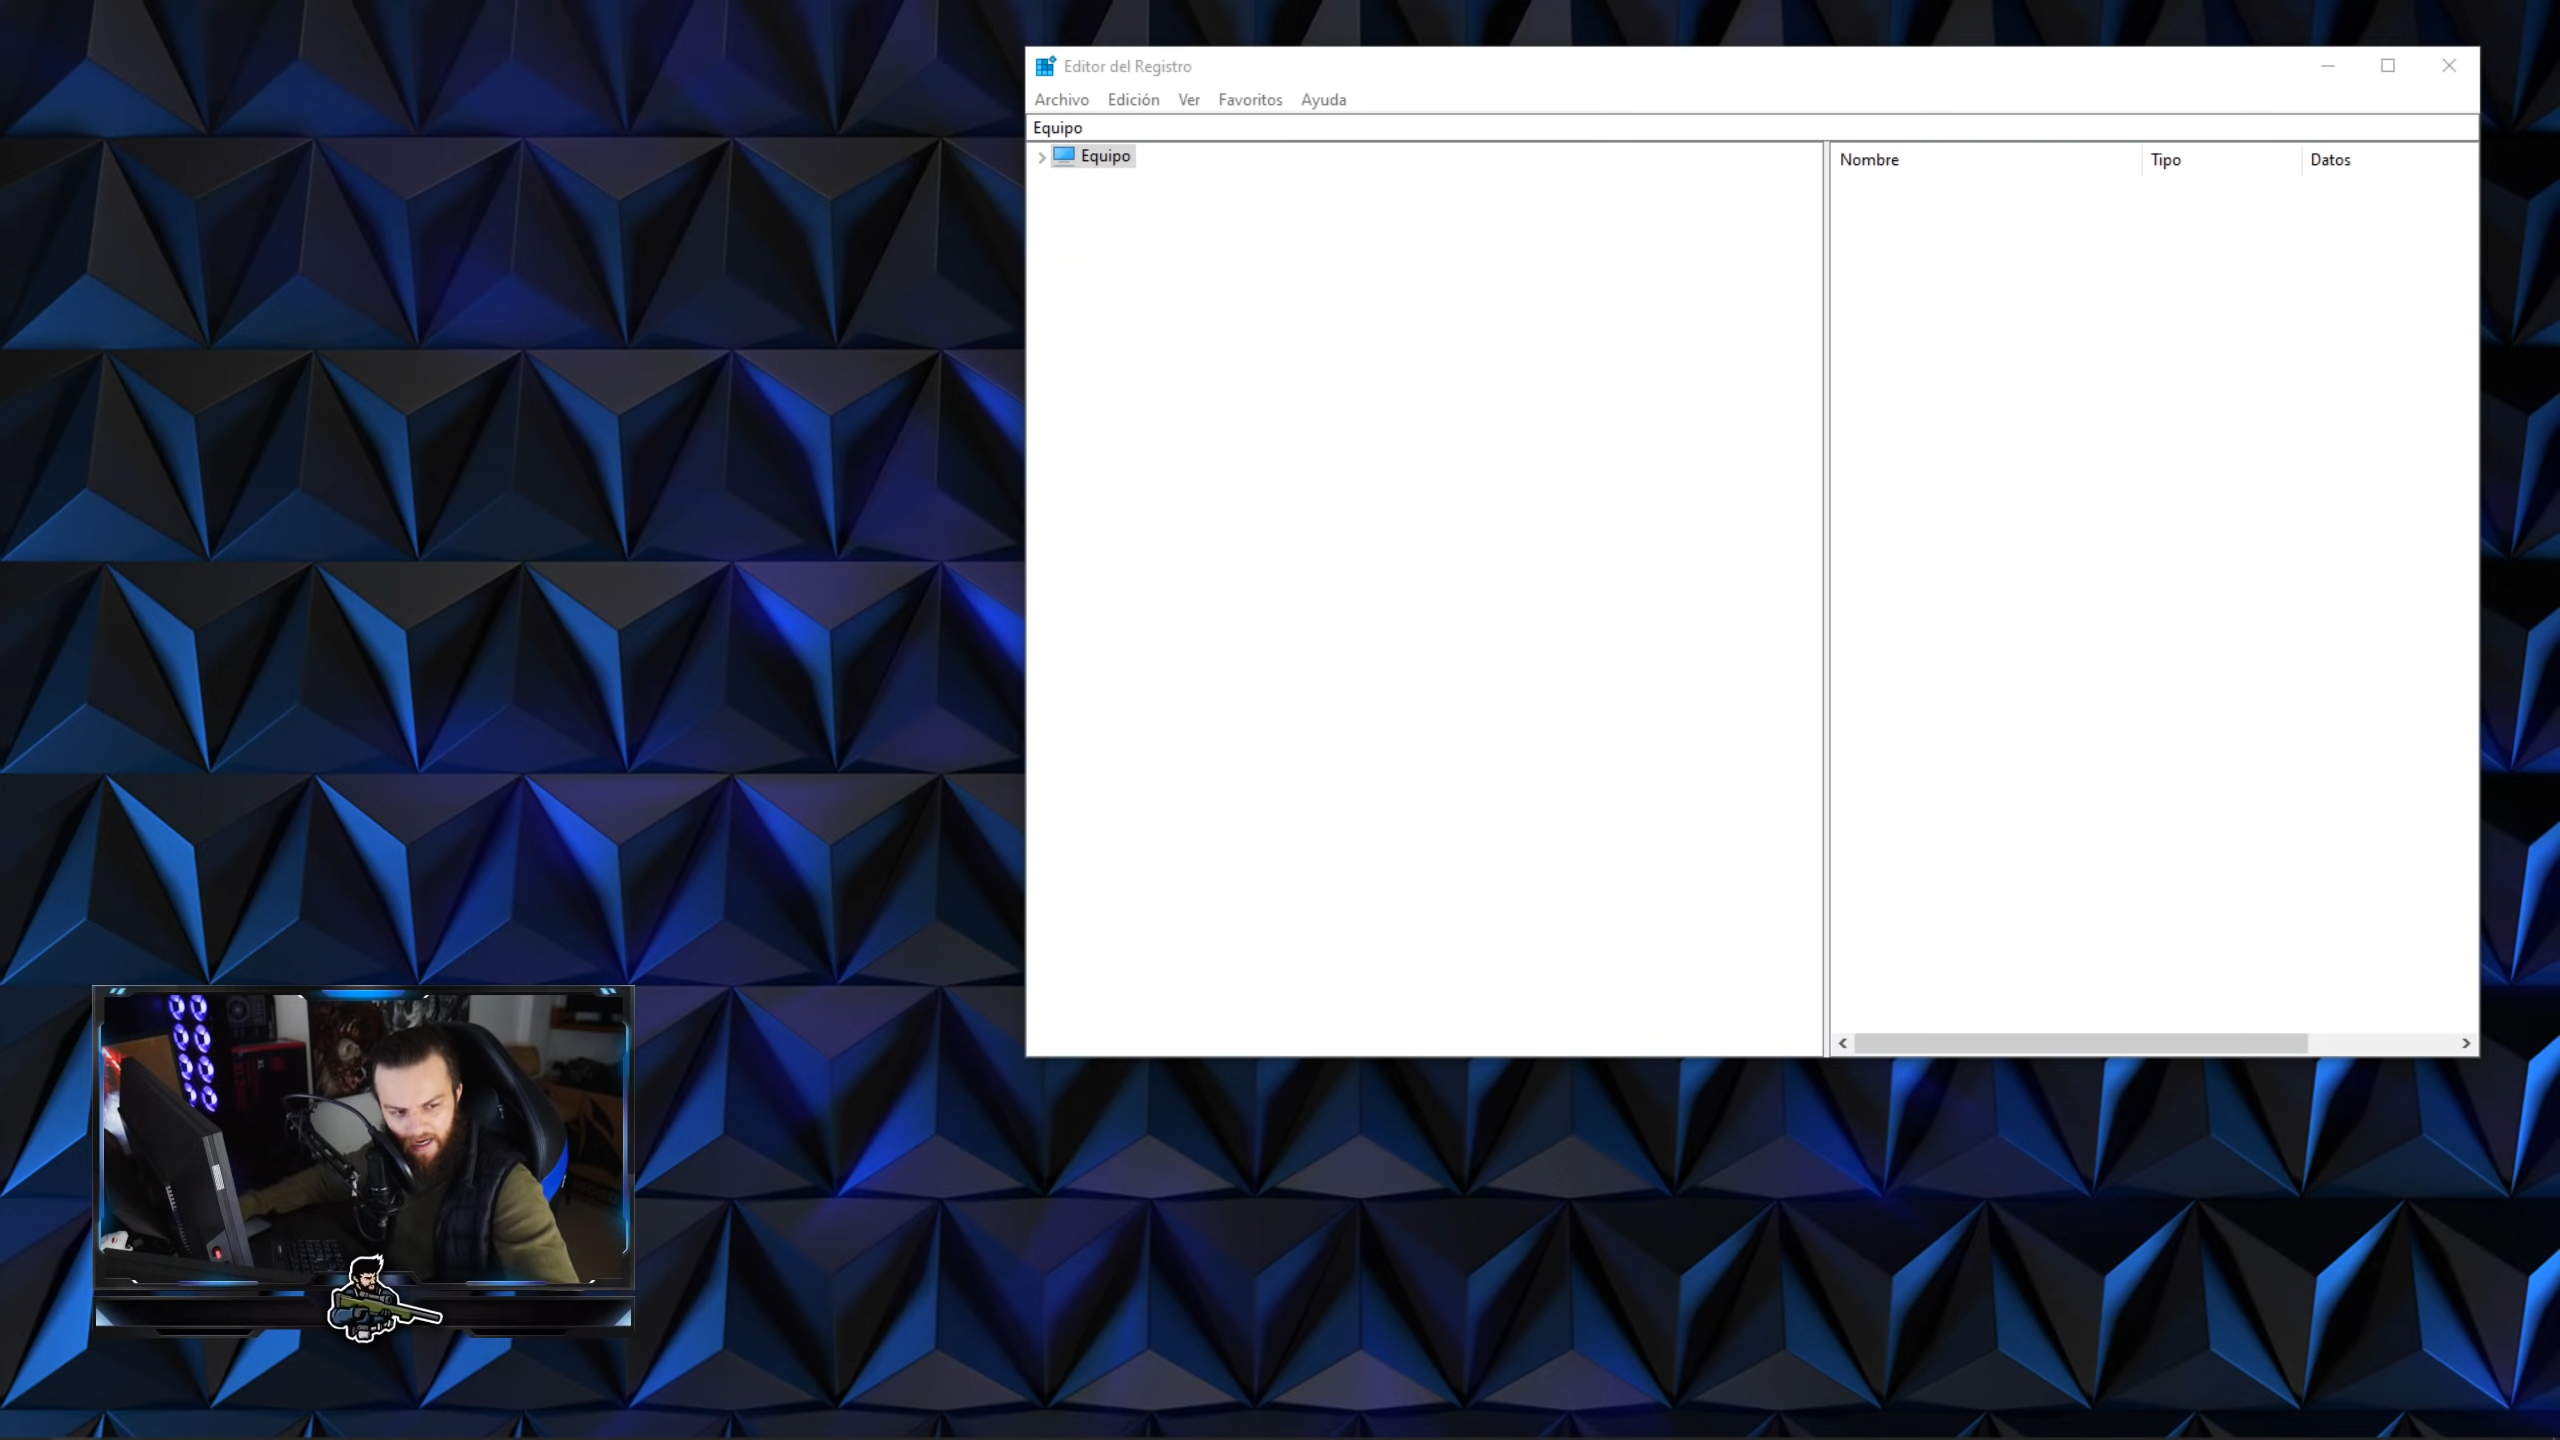 Editor del Registro
Archivo Edición Ver Favoritos Ayuda
Equipo
Equipo
Nombre Tipo Datos